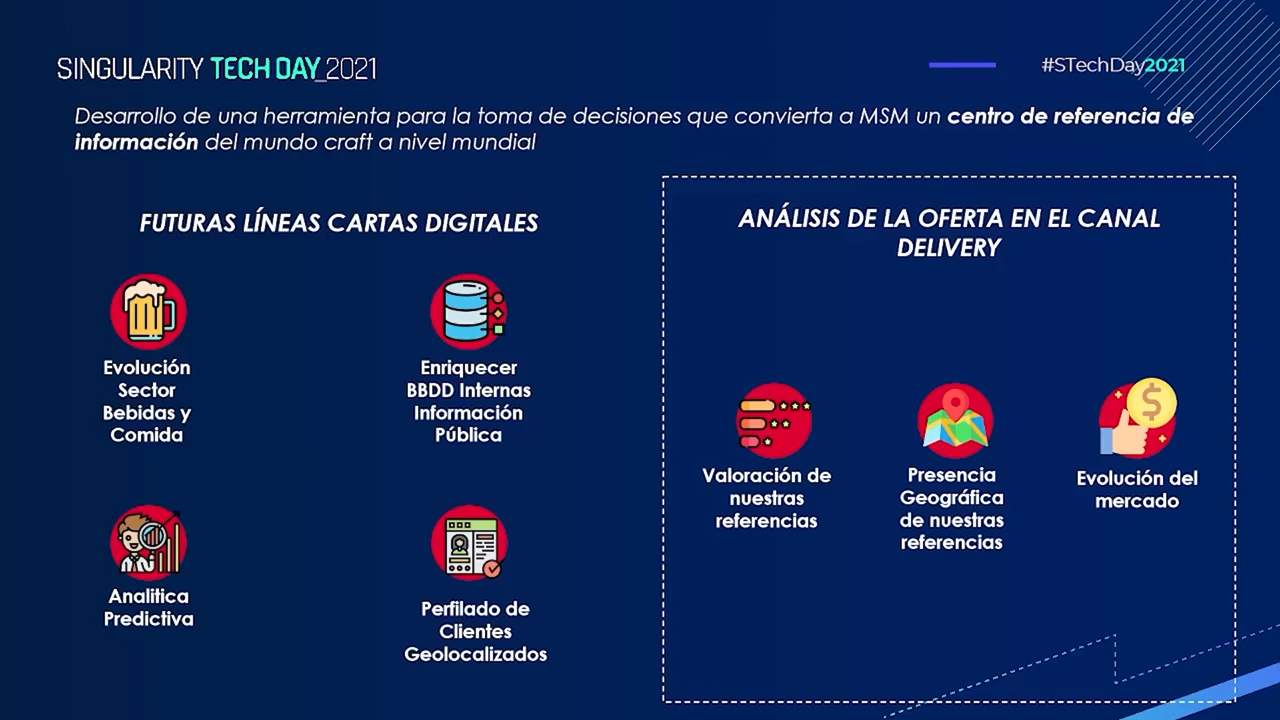 SINGULARITY TECH DAY_2021
#STechDay2021
Desarrollo de una herramienta para la toma de decisiones que convierta a MSM un centro de referencia de
información del mundo craft a nivel mundial
FUTURAS LÍNEAS CARTAS DIGITALES
Evolución
Sector
Bebidas y
Comida
Enriquecer
BBDD Internas
Información
Pública
Analitica
Predictiva
Perfilado de
Clientes
Geolocalizados
ANÁLISIS DE LA OFERTA EN EL CANAL
DELIVERY
Valoración de
nuestras
referencias
Presencia
Geográfica
de nuestras
referencias
Evolución del
mercado